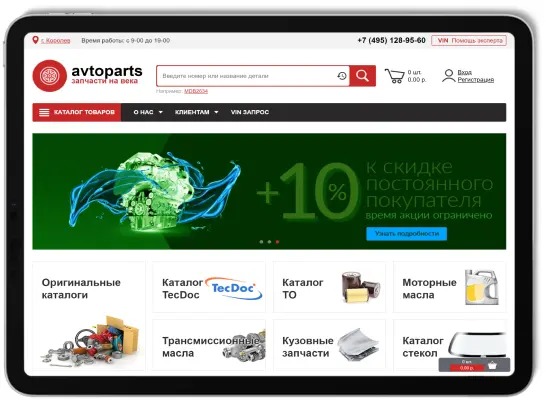 г. Королев
Время работы: с 9-00 до 19-00
+7 (495) 128-95-60
VIN Помощь эксперта
avtoparts
запчасти на века
Введите номер или название детали
Например: MDB2634
0 шт.
0,00 р.
Вход
Регистрация
КАТАЛОГ ТОВАРОВ
О НАС
КЛИЕНТАМ
VIN ЗАПРОС
+10%
к скидке
постоянного
покупателя
время акции ограничено
Узнать подробности
Оригинальные
каталоги
Каталог
TecDoc
TecDoc
Каталог
ТО
Моторные
масла
Трансмиссионные
масла
Кузовные
запчасти
Каталог
стекол
0 шт.
0,00 р.